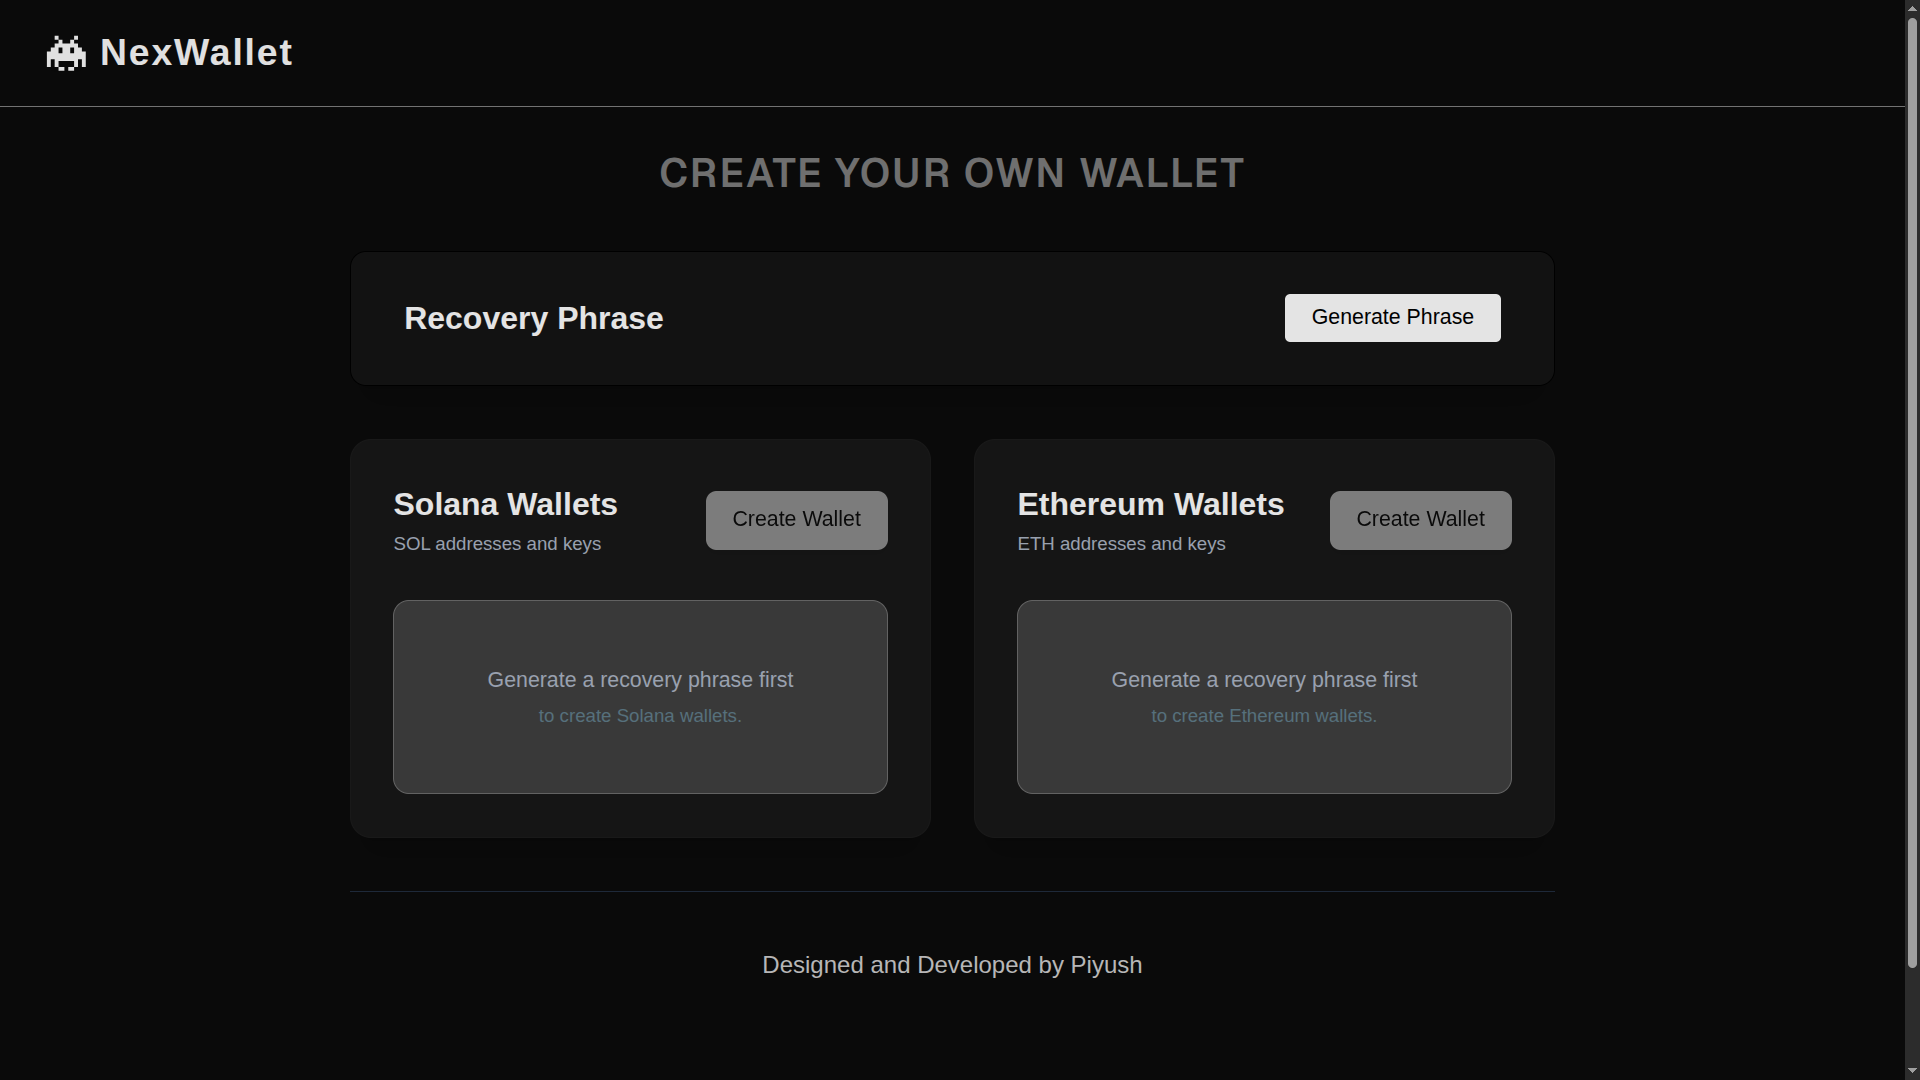 NexWallet
CREATE YOUR OWN WALLET
Recovery Phrase
Generate Phrase
Solana Wallets
SOL addresses and keys
Create Wallet
Generate a recovery phrase first
to create Solana wallets.
Ethereum Wallets
ETH addresses and keys
Create Wallet
Generate a recovery phrase first
to create Ethereum wallets.
Designed and Developed by Piyush